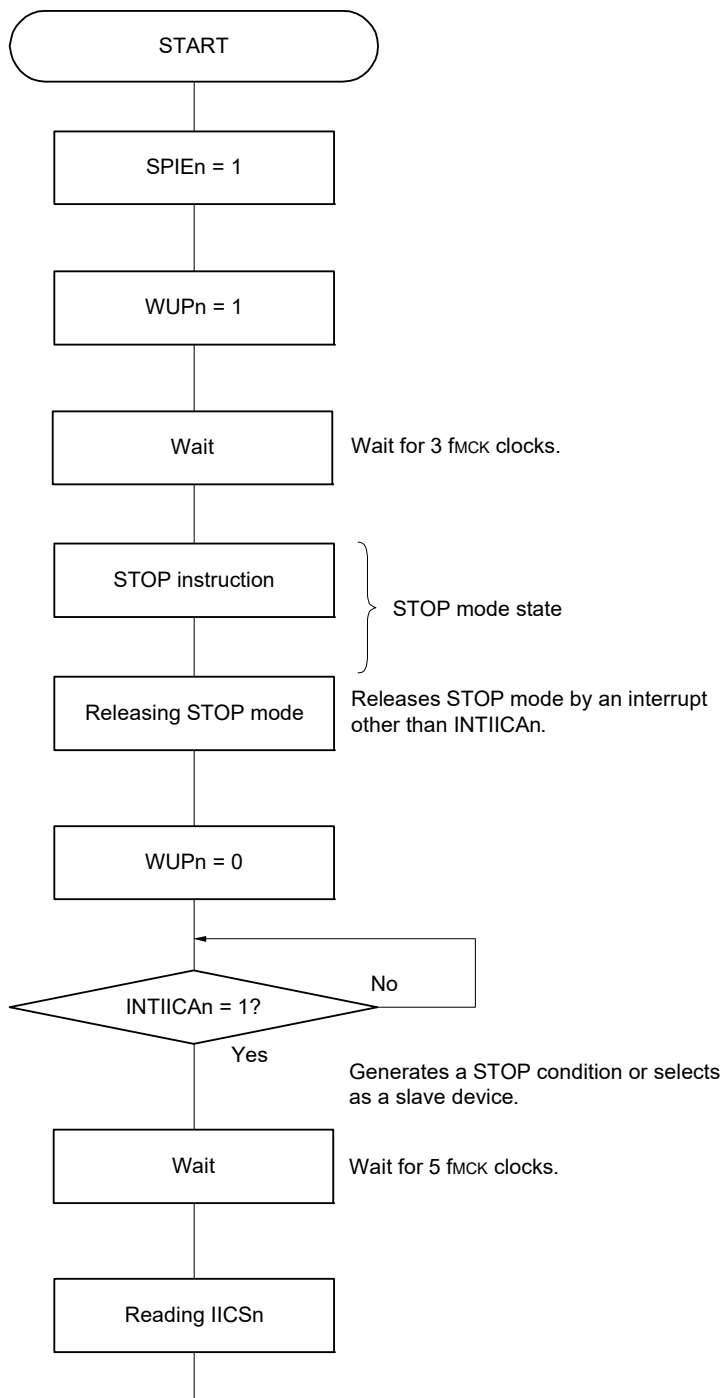 START
SPIEn = 1
WUPn = 1
Wait
Wait for 3 fMCK clocks.
STOP instruction
STOP mode state
Releasing STOP mode
Releases STOP mode by an interrupt
other than INTIICAn.
WUPn = 0
No
INTIICAn = 1?
Yes
Generates a STOP condition or selects
as a slave device.
Wait
Wait for 5 fMCK clocks.
Reading IICSn